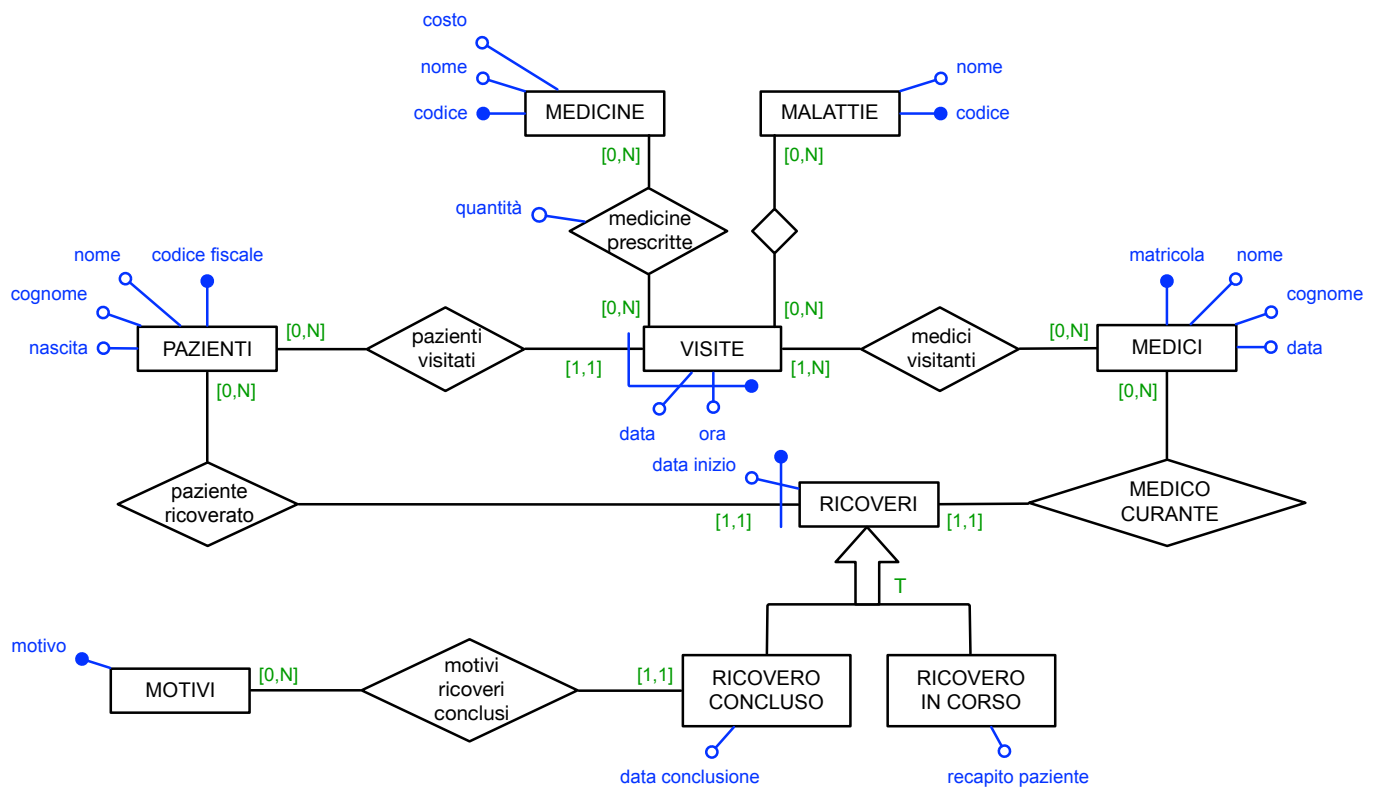 costo
nome
codice
MEDICINE
MALATTIE
nome
codice
[0,N]
[0,N]
quantità
medicine
prescritte
nome
codice fiscale
cognome
nascita
PAZIENTI
[0,N]
[0,N]
pazienti
visitati
[1,1]
[0,N]
[0,N]
VISITE
[1,N]
data
ora
medici
visitanti
matricola
nome
cognome
data
[0,N]
MEDICI
[0,N]
paziente
ricoverato
data inizio
[1,1]
RICOVERI
[1,1]
MEDICO
CURANTE
T
motivo
MOTIVI
[0,N]
motivi
ricoveri
conclusi
[1,1]
RICOVERO
CONCLUSO
RICOVERO
IN CORSO
data conclusione
recapito paziente